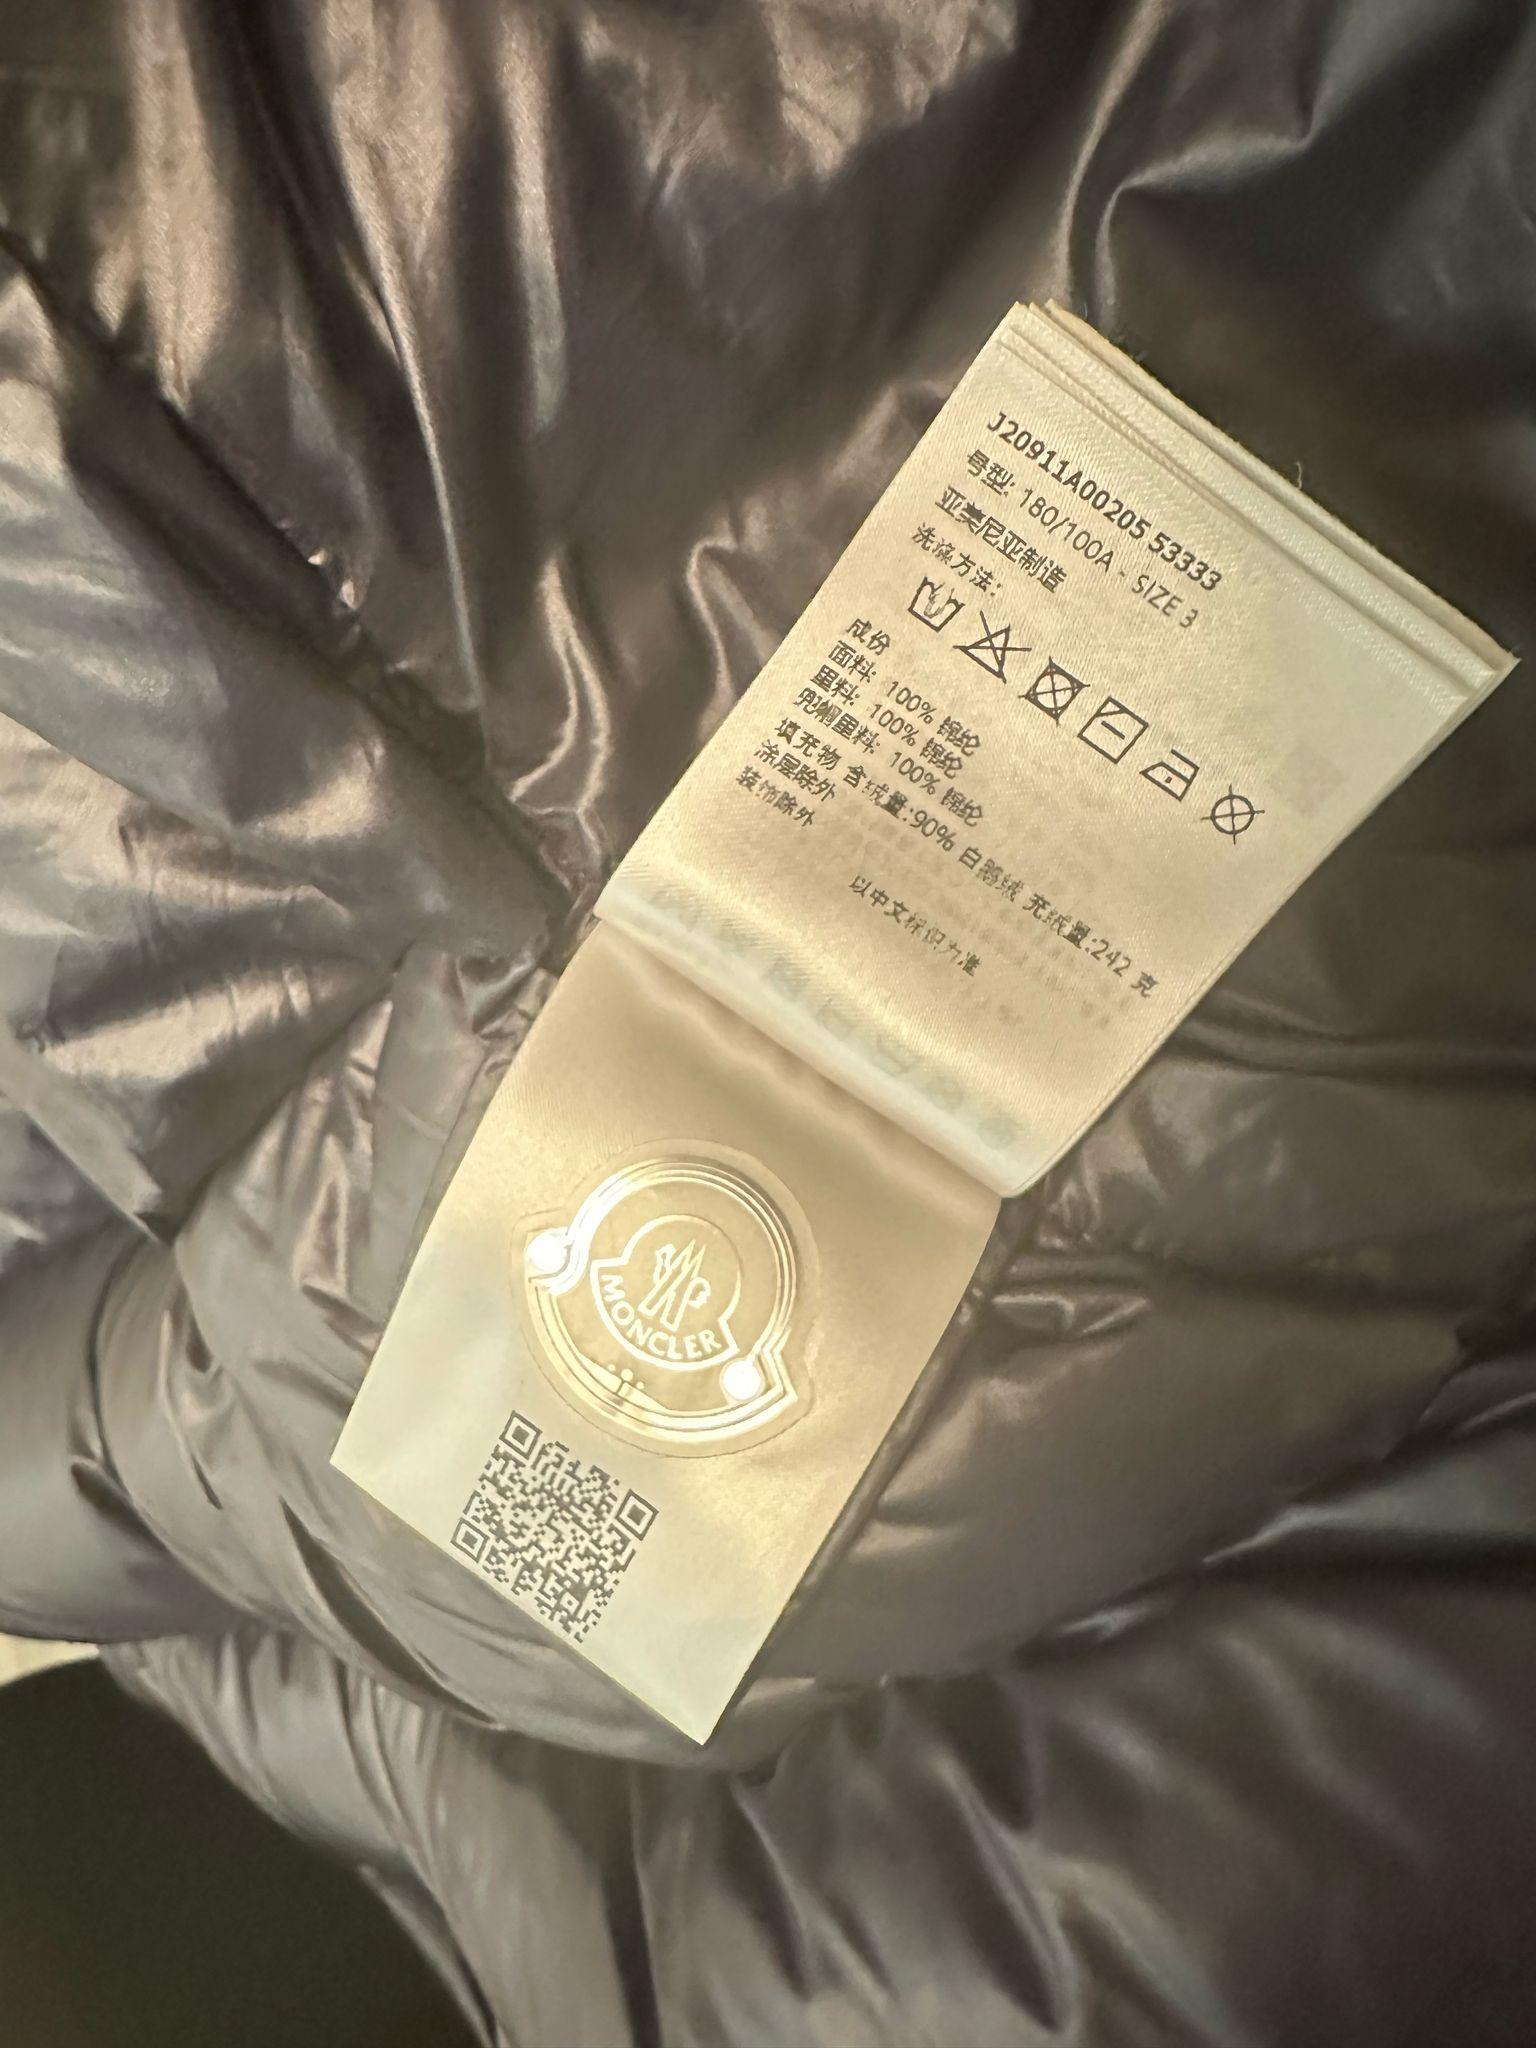 J20911A00205 53333
号型: 180/100A - SIZE 3
亚美尼亚制造
洗涤方法:
成份
面料: 100% 锦纶
里料: 100% 锦纶
兜帽里料: 100% 锦纶
填充物 含绒量:90% 白鹅绒 充绒量:242 克
涂层除外
装饰除外
以中文标识为准
MONCLER